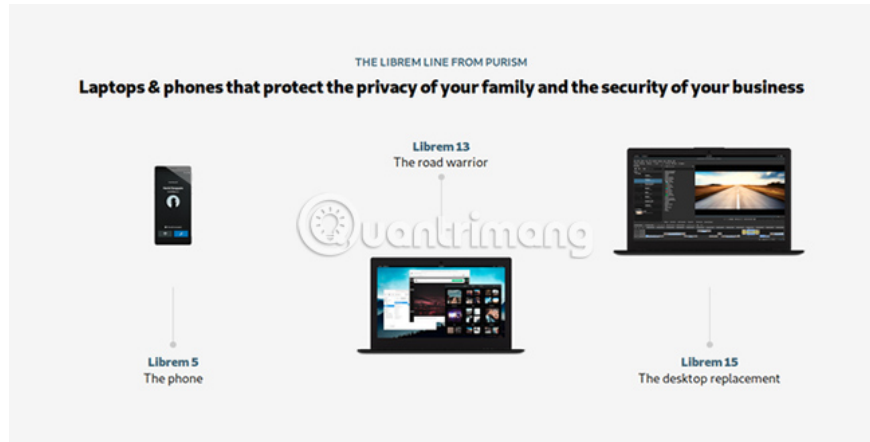 THE LIBREM LINE FROM PURISM
Laptops & phones that protect the privacy of your family and the security of your business
Librem 13
The road warrior
Quantrimang
Librem 5
The phone
Librem 15
The desktop replacement